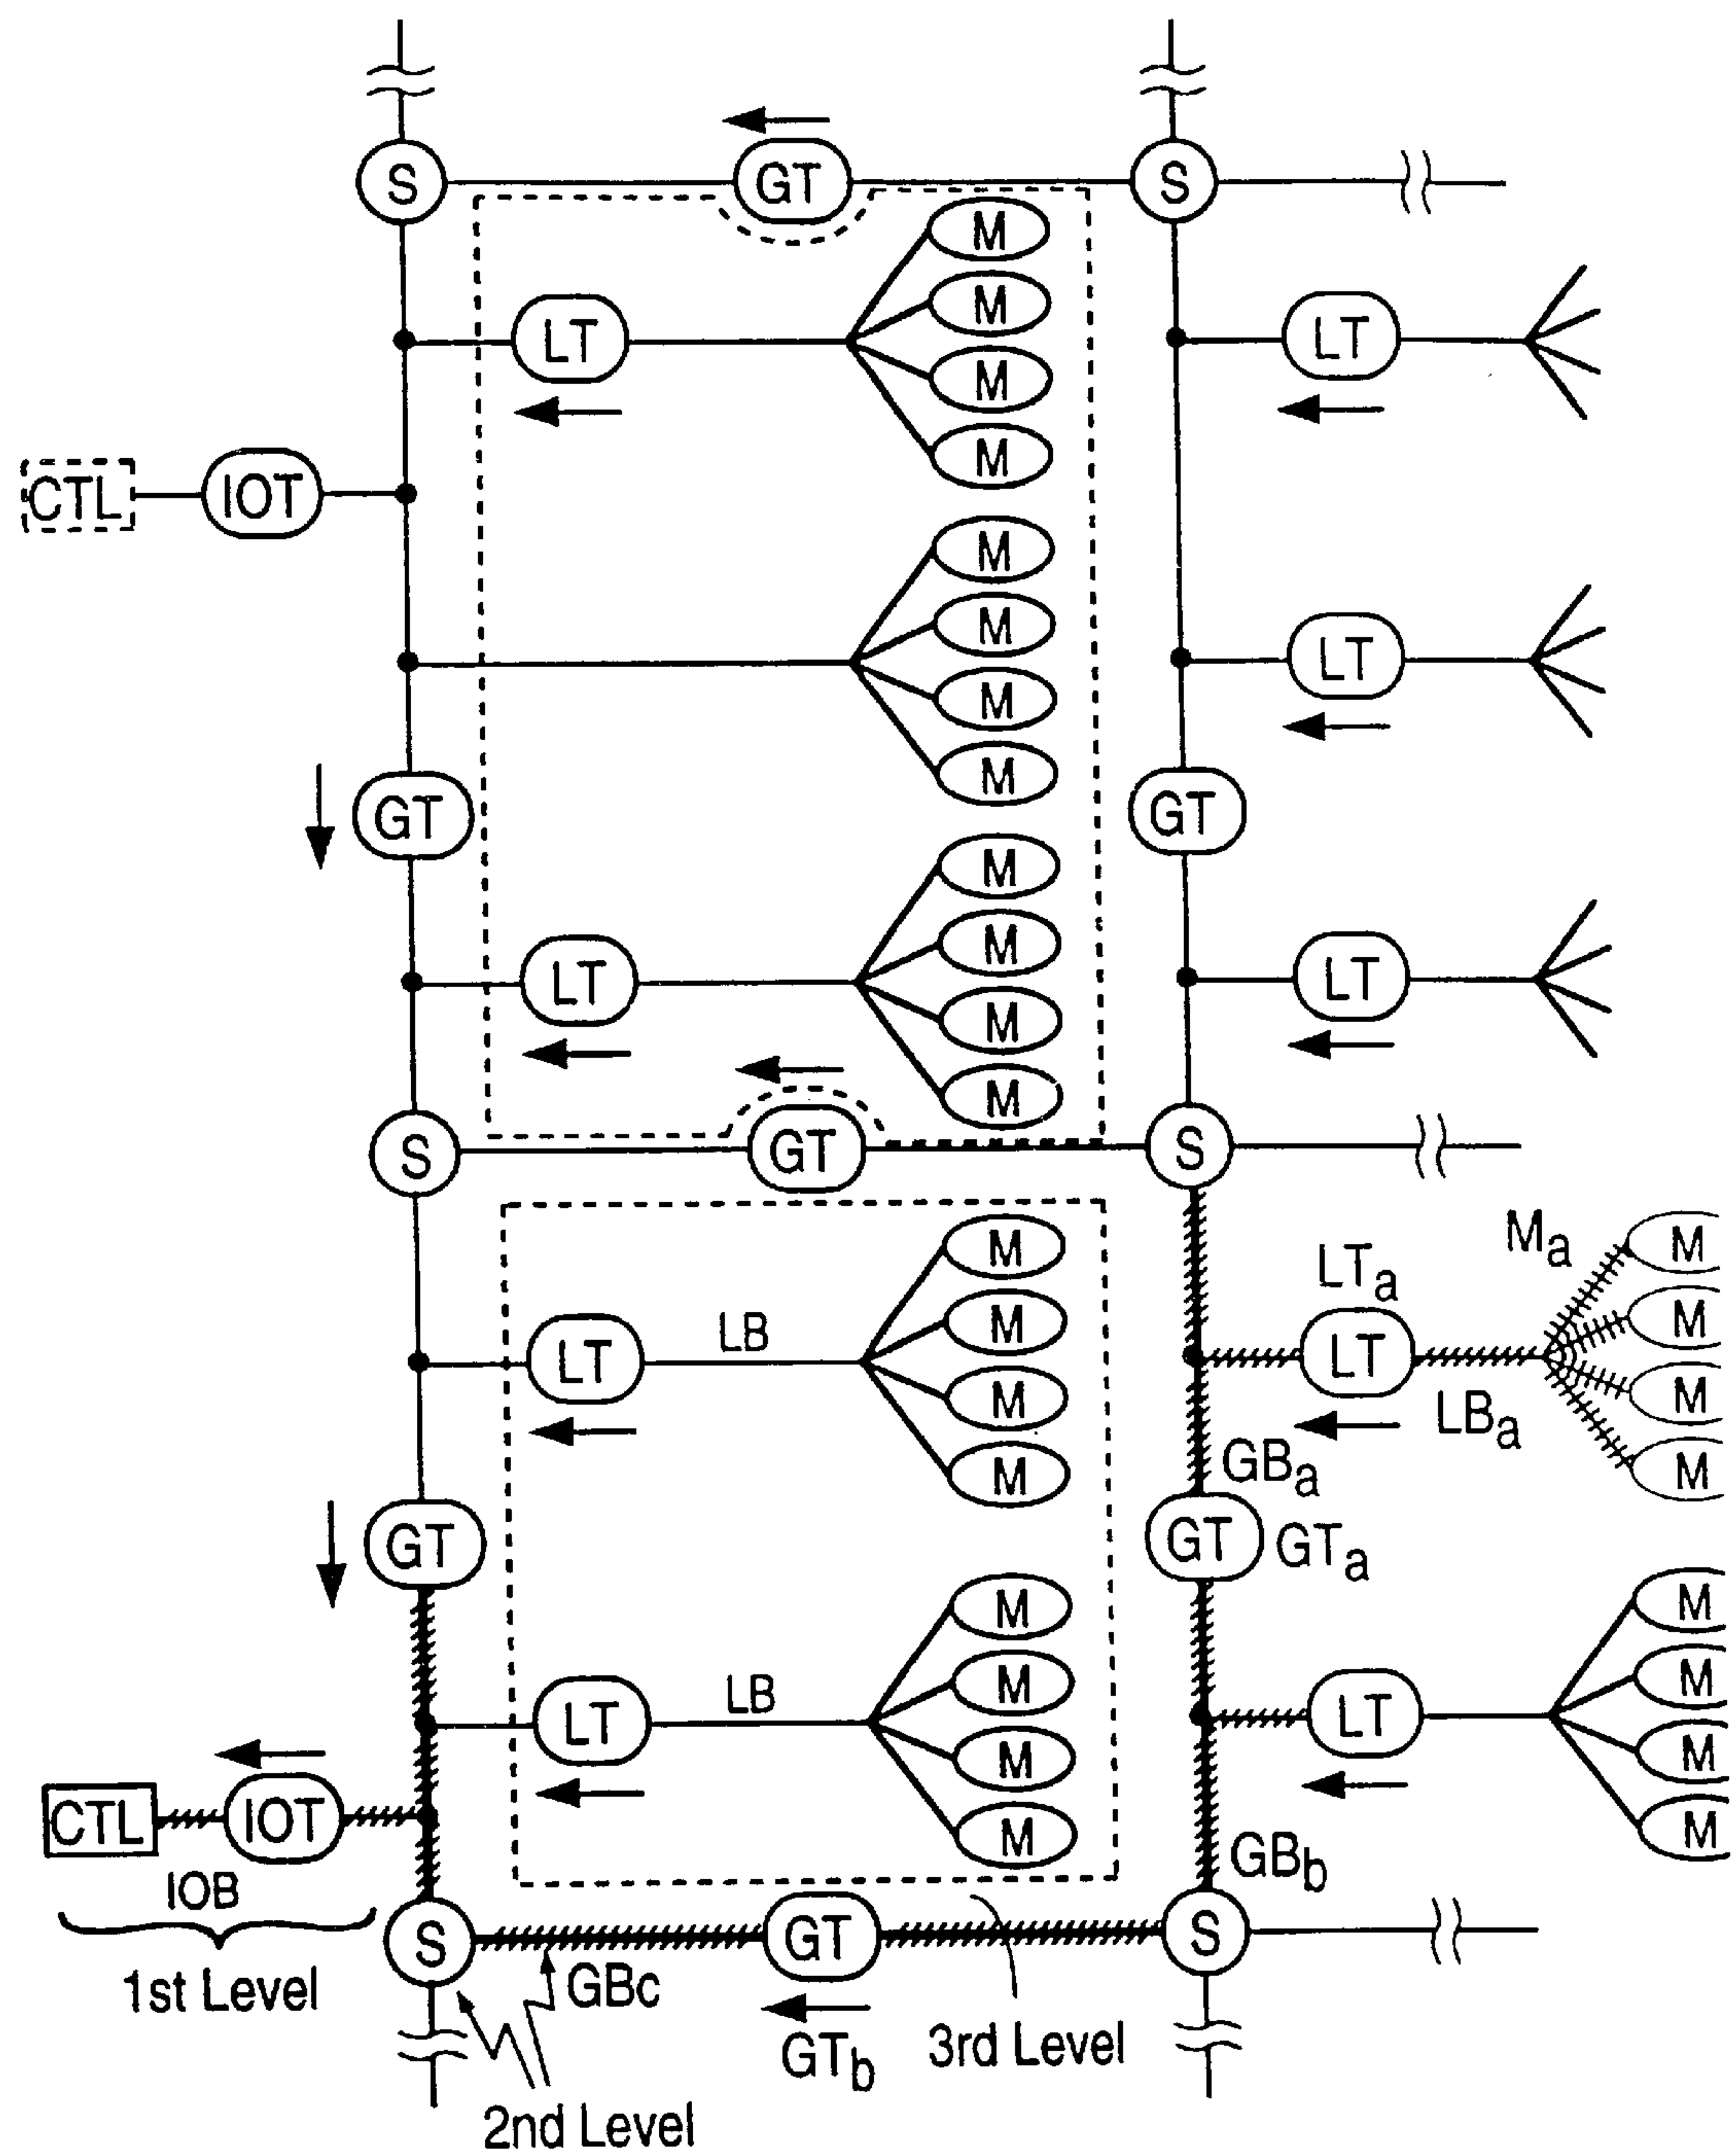 S GT S
M
M
LT LT
M
M
CTL IOT
M
M
LT
M
M
GT GT
M
M
LT LT
M
M
S GT S
M Ma M
LTa
LB M M
LT LT
M M
LBa
GBa
M M
GT GT GTa
M M
LB M M
LT LT
M M
CTL IOT M M
IOB GBb
S GT S
1st Level GBc
GTb 3rd Level
2nd Level